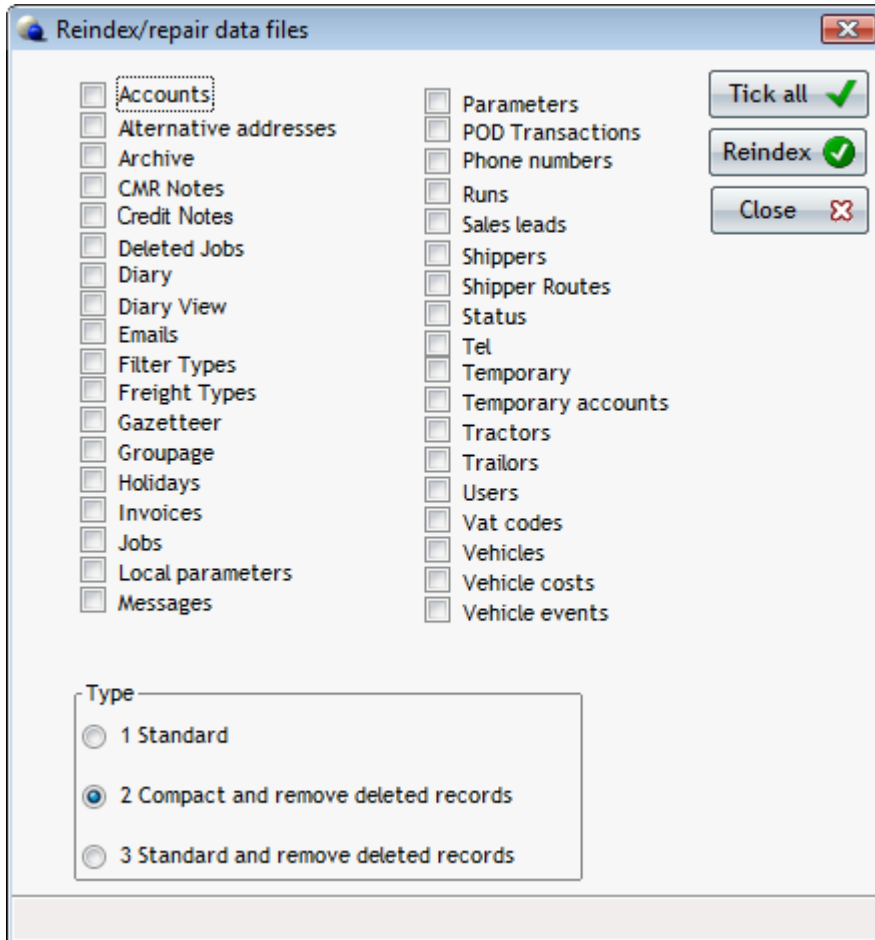 Reindex/repair data files
Accounts
Alternative addresses
Archive
CMR Notes
Credit Notes
Deleted Jobs
Diary
Diary View
Emails
Filter Types
Freight Types
Gazetteer
Groupage
Holidays
Invoices
Jobs
Local parameters
Messages
Parameters
POD Transactions
Phone numbers
Runs
Sales leads
Shippers
Shipper Routes
Status
Tel
Temporary
Temporary accounts
Tractors
Trailors
Users
Vat codes
Vehicles
Vehicle costs
Vehicle events
Tick all
Reindex
Close
Type
1 Standard
2 Compact and remove deleted records
3 Standard and remove deleted records